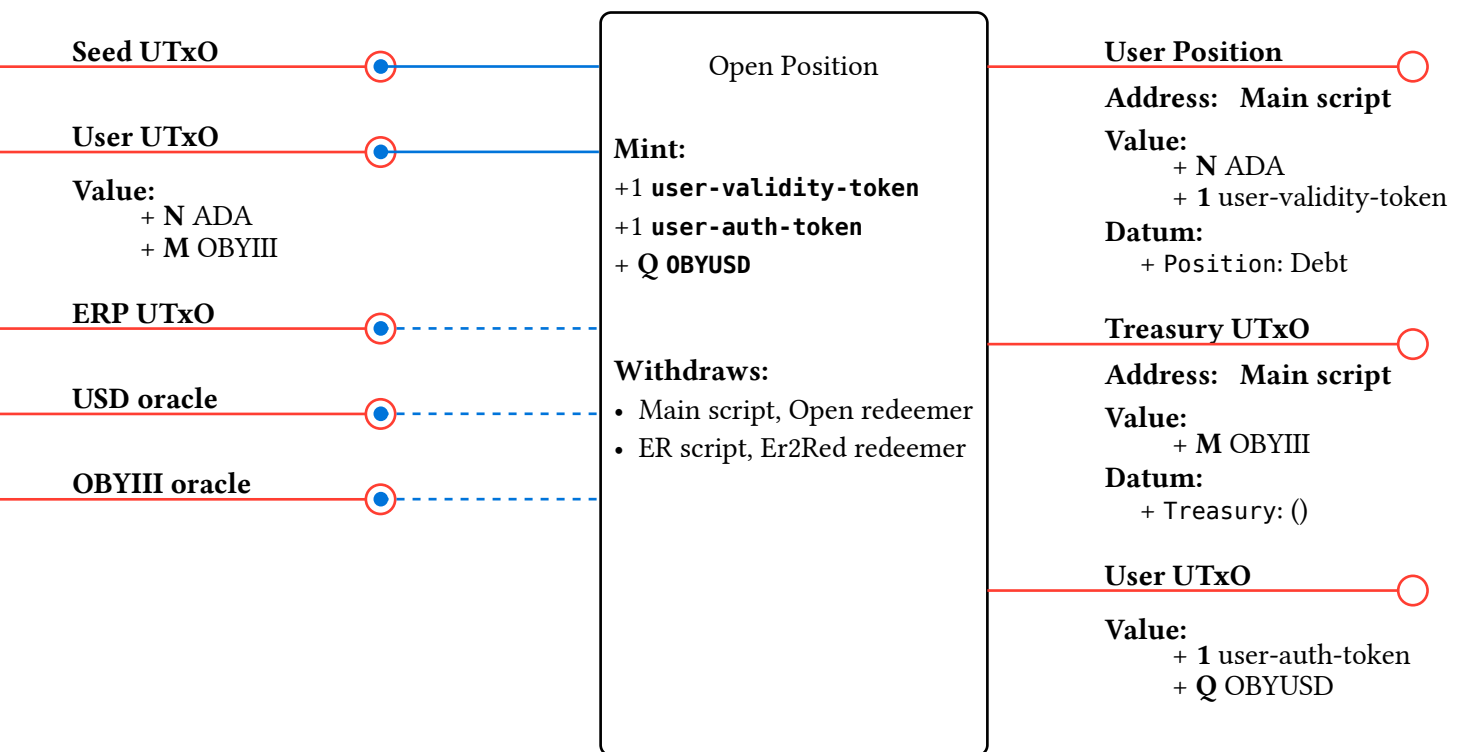 Seed UTxO
User UTxO
Value:
+ N ADA
+ M OBYIII
ERP UTxO
USD oracle
OBYIII oracle
Open Position
Mint:
+1 user-validity-token
+1 user-auth-token
+ Q OBYUSD
Withdraws:
• Main script, Open redeemer
• ER script, Er2Red redeemer
User Position
Address: Main script
Value:
+ N ADA
+ 1 user-validity-token
Datum:
+ Position: Debt
Treasury UTxO
Address: Main script
Value:
+ M OBYIII
Datum:
+ Treasury: ()
User UTxO
Value:
+ 1 user-auth-token
+ Q OBYUSD